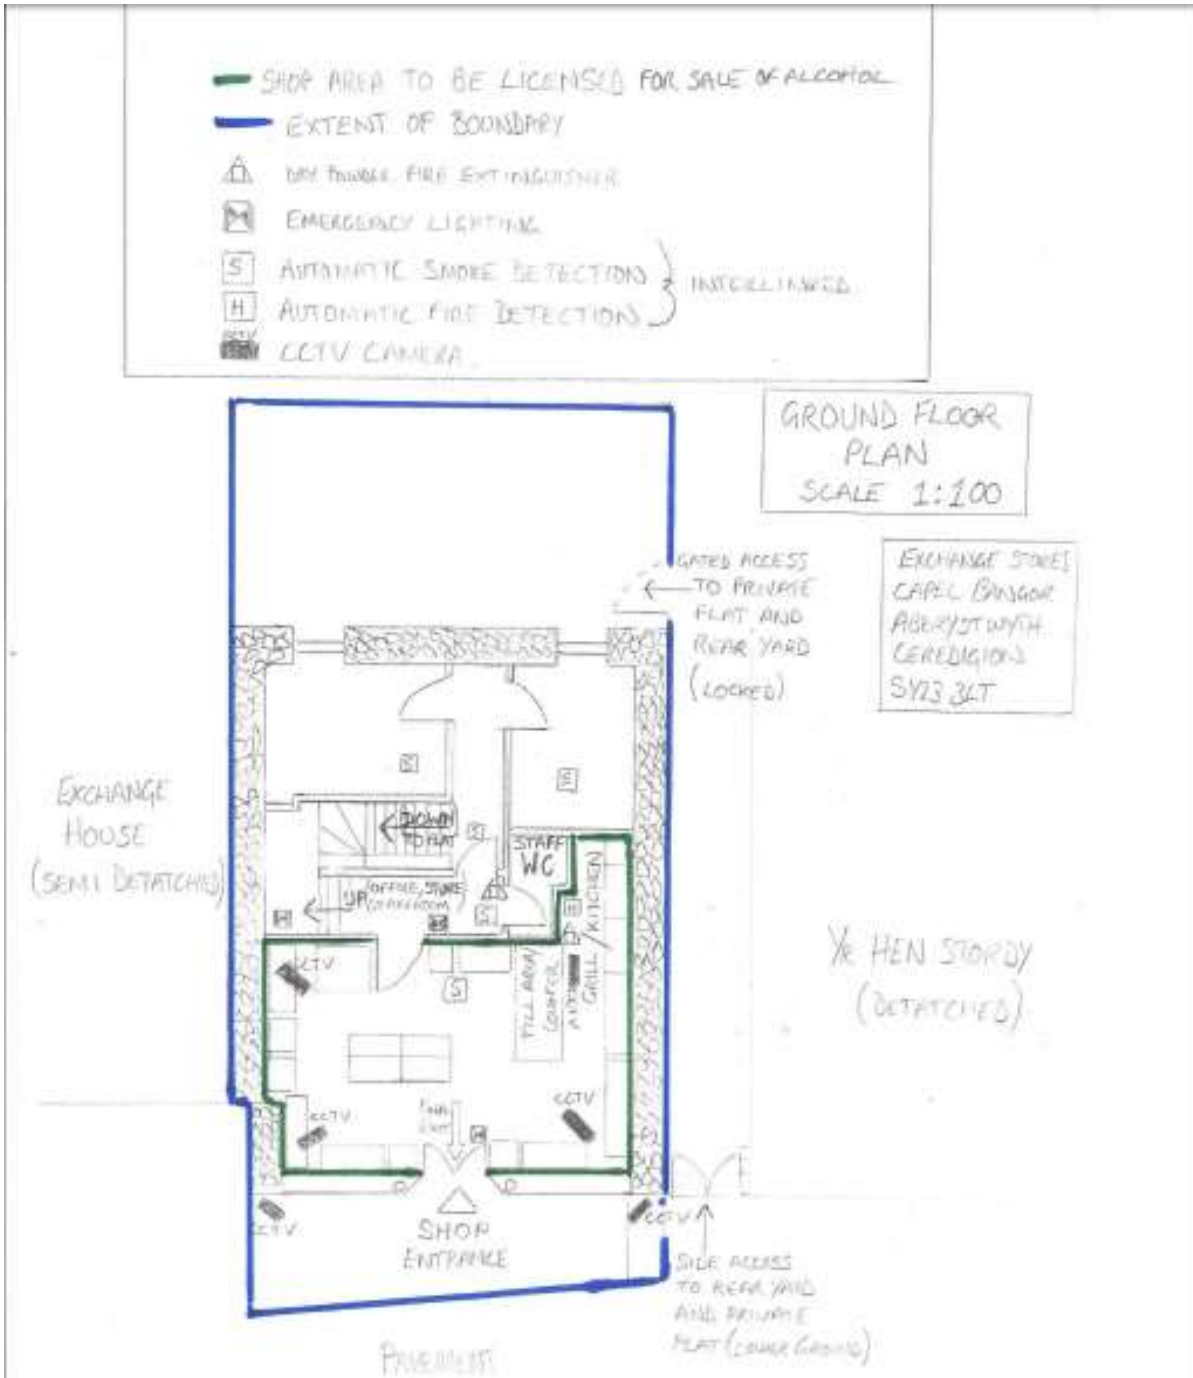 SHOP AREA TO BE LICENSED FOR SALE OF ALCOHOL
EXTENT OF BOUNDARY
DRY POWDER FIRE EXTINGUISHER
EMERGENCY LIGHTING
S AUTOMATIC SMOKE DETECTION
H AUTOMATIC FIRE DETECTION
INTERLINKED
CCTV
CCTV CAMERA
GROUND FLOOR
PLAN
SCALE 1:100
EXCHANGE STORES
CAPEL BANGOR
ABERYSTWYTH
CEREDIGION
SY23 3LT
GATED ACCESS
TO PRIVATE
FLAT AND
REAR YARD
(LOCKED)
EXCHANGE
HOUSE
(SEMI DETATCHED)
S
S
DOWN
TO FLAT
S
STAFF
WC
UP
(OFFICE, STORE
S
H
GRILL / KITCHEN
TILL AREA/
COUNTER
CCTV
S
YR HEN STORDY
(DETATCHED)
CCTV
CCTV
FINAL
EXIT
CCTV
CCTV
SHOP
ENTRANCE
SIDE ACCESS
TO REAR YARD
AND PRIVATE
FLAT (LOWER GROUND)
PAVEMENT